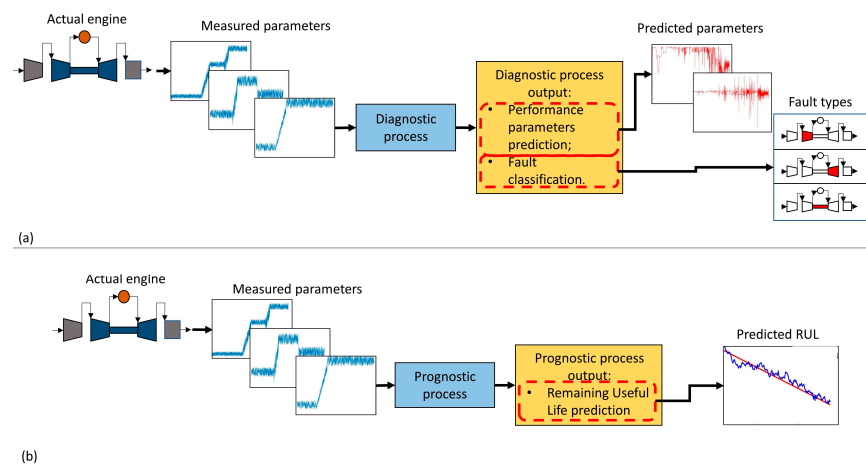 Actual engine
Measured parameters
Diagnostic
process
Diagnostic process
output:
• Performance
parameters
prediction;
• Fault
classification.
Predicted parameters
Fault types
(a)
Actual engine
Measured parameters
Prognostic
process
Prognostic process
output:
• Remaining Useful
Life prediction
Predicted RUL
(b)